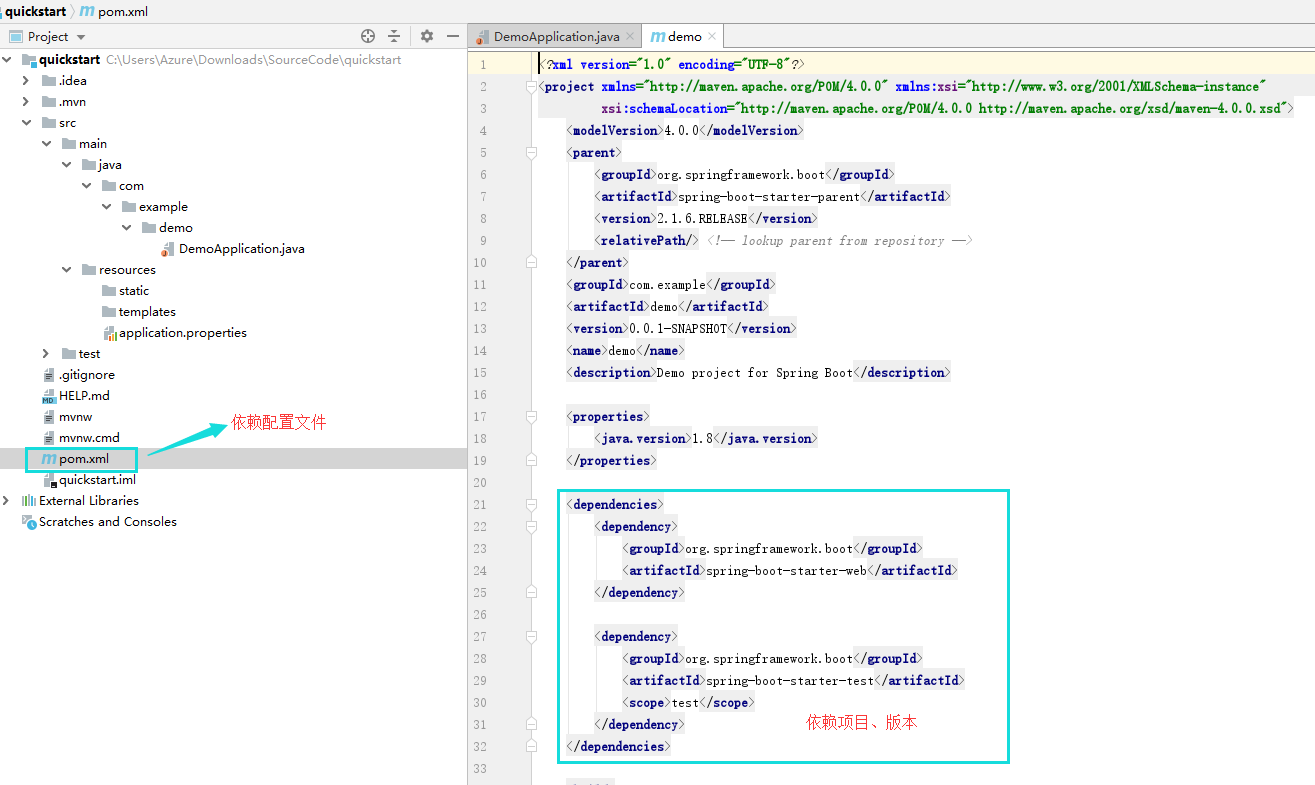 quickstart pom.xml
Project
quickstart C:\Users\Azure\Downloads\SourceCode\quickstart
.idea
.mvn
src
main
java
com
example
demo
DemoApplication.java
resources
static
templates
application.properties
test
.gitignore
HELP.md
mvnw
mvnw.cmd
pom.xml
quickstart.iml
External Libraries
Scratches and Consoles
依赖配置文件
DemoApplication.java
demo
1 <?xml version="1.0" encoding="UTF-8"?>
2 <project xmlns="http://maven.apache.org/POM/4.0.0" xmlns:xsi="http://www.w3.org/2001/XMLSchema-instance"
3 xsi:schemaLocation="http://maven.apache.org/POM/4.0.0 http://maven.apache.org/xsd/maven-4.0.0.xsd">
4 <modelVersion>4.0.0</modelVersion>
5 <parent>
6 <groupId>org.springframework.boot</groupId>
7 <artifactId>spring-boot-starter-parent</artifactId>
8 <version>2.1.6.RELEASE</version>
9 <relativePath/> <!-- lookup parent from repository -->
10 </parent>
11 <groupId>com.example</groupId>
12 <artifactId>demo</artifactId>
13 <version>0.0.1-SNAPSHOT</version>
14 <name>demo</name>
15 <description>Demo project for Spring Boot</description>
16
17 <properties>
18 <java.version>1.8</java.version>
19 </properties>
20
21 <dependencies>
22 <dependency>
23 <groupId>org.springframework.boot</groupId>
24 <artifactId>spring-boot-starter-web</artifactId>
25 </dependency>
26
27 <dependency>
28 <groupId>org.springframework.boot</groupId>
29 <artifactId>spring-boot-starter-test</artifactId>
30 <scope>test</scope>
31 </dependency>
32 </dependencies>
33
依赖项目、版本